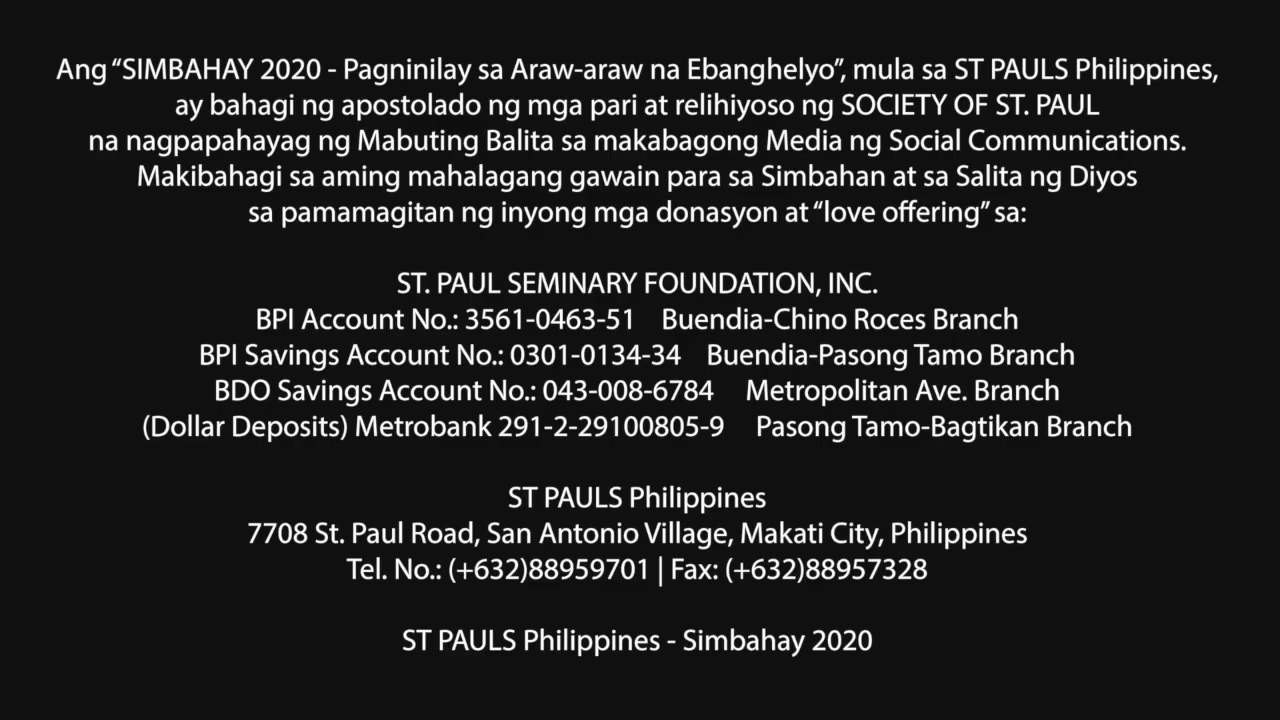 Ang “SIMBAHAY 2020 - Pagninilay sa Araw-araw na Ebanghelyo”, mula sa ST PAULS Philippines,
ay bahagi ng apostolado ng mga pari at relihiyoso ng SOCIETY OF ST. PAUL
na nagpapahayag ng Mabuting Balita sa makabagong Media ng Social Communications.
Makibahagi sa aming mahalagang gawain para sa Simbahan at sa Salita ng Diyos
sa pamamagitan ng inyong mga donasyon at “love offering” sa:
ST. PAUL SEMINARY FOUNDATION, INC.
BPI Account No.: 3561-0463-51 Buendia-Chino Roces Branch
BPI Savings Account No.: 0301-0134-34 Buendia-Pasong Tamo Branch
BDO Savings Account No.: 043-008-6784 Metropolitan Ave. Branch
(Dollar Deposits) Metrobank 291-2-29100805-9 Pasong Tamo-Bagtikan Branch
ST PAULS Philippines
7708 St. Paul Road, San Antonio Village, Makati City, Philippines
Tel. No.: (+632)88959701 | Fax: (+632)88957328
ST PAULS Philippines - Simbahay 2020